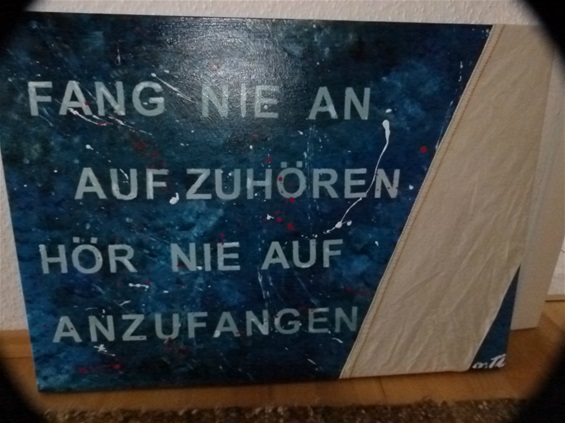 FANG NIE AN
AUF ZUHÖREN
HÖR NIE AUF
ANZUFANGEN